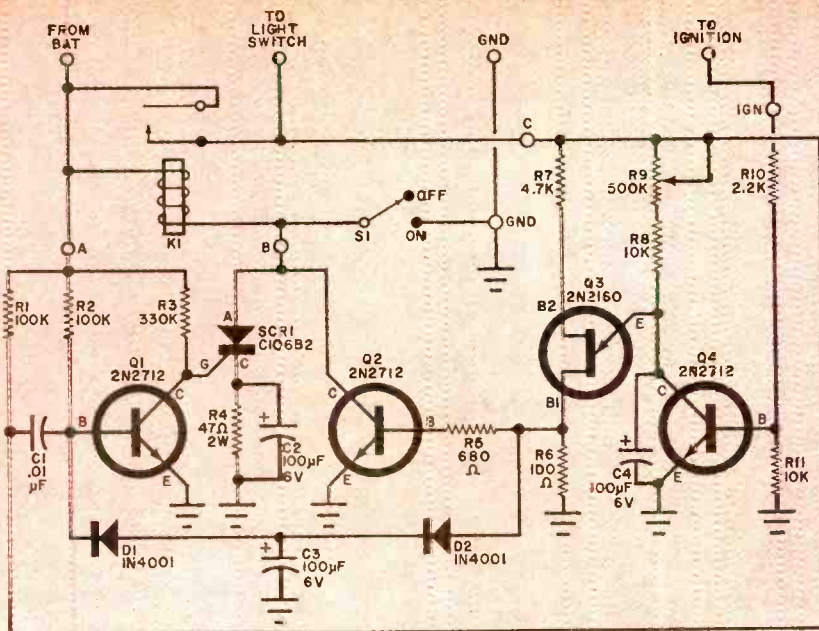 FROM
BAT
TO
LIGHT
SWITCH
GND
TO
IGNITION
IGN
C
R7
4.7K
R9
500K
R10
2.2K
K1
OFF
S1
ON
GND
A
B
R8
10K
R1
100K
R2
100K
R3
330K
A
SCR1
C106B2
G
C
Q1
2N2712
C
B
E
Q2
2N2712
C
B
E
Q3
2N2160
B2
E
B1
Q4
2N2712
C
B
E
C1
.01
µF
R4
47Ω
2W
C2
100µF
6V
R5
680
Ω
R6
100
Ω
C4
100µF
6V
R11
10K
D1
1N4001
C3
100µF
6V
D2
1N4001